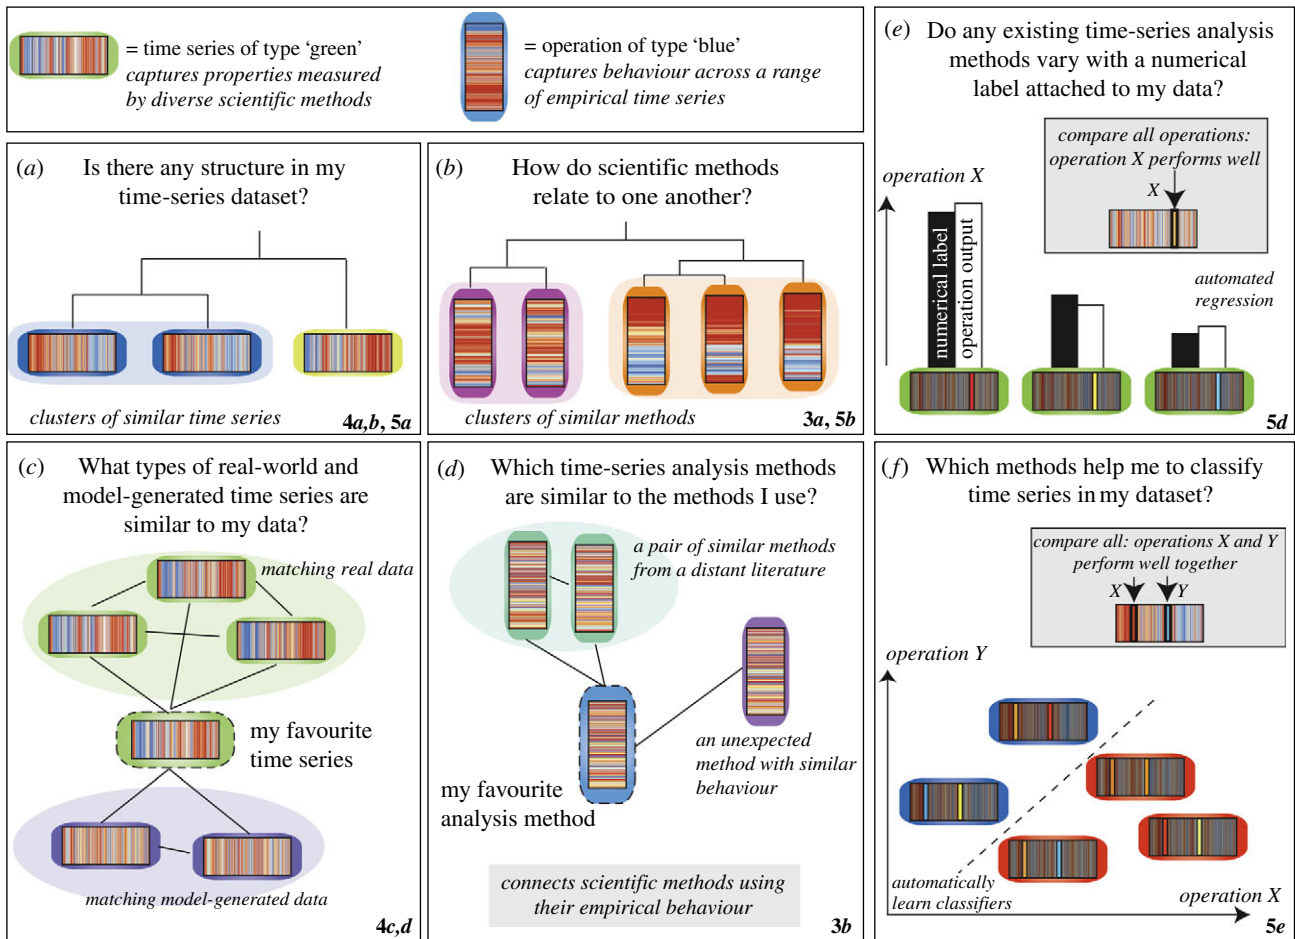 = time series of type ‘green’
captures properties measured
by diverse scientific methods
= operation of type ‘blue’
captures behaviour across a range
of empirical time series
(a) Is there any structure in my
time-series dataset?
clusters of similar time series
4a,b, 5a
(b) How do scientific methods
relate to one another?
clusters of similar methods
3a, 5b
(c) What types of real-world and
model-generated time series are
similar to my data?
matching real data
my favourite
time series
matching model-generated data
4c,d
(d) Which time-series analysis methods
are similar to the methods I use?
a pair of similar methods
from a distant literature
an unexpected
method with similar
behaviour
my favourite
analysis method
connects scientific methods using
their empirical behaviour
3b
(e) Do any existing time-series analysis
methods vary with a numerical
label attached to my data?
compare all operations:
operation X performs well
X
operation X
numerical label
operation output
automated
regression
5d
(f) Which methods help me to classify
time series in my dataset?
compare all: operations X and Y
perform well together
X Y
operation Y
automatically
learn classifiers
operation X
5e